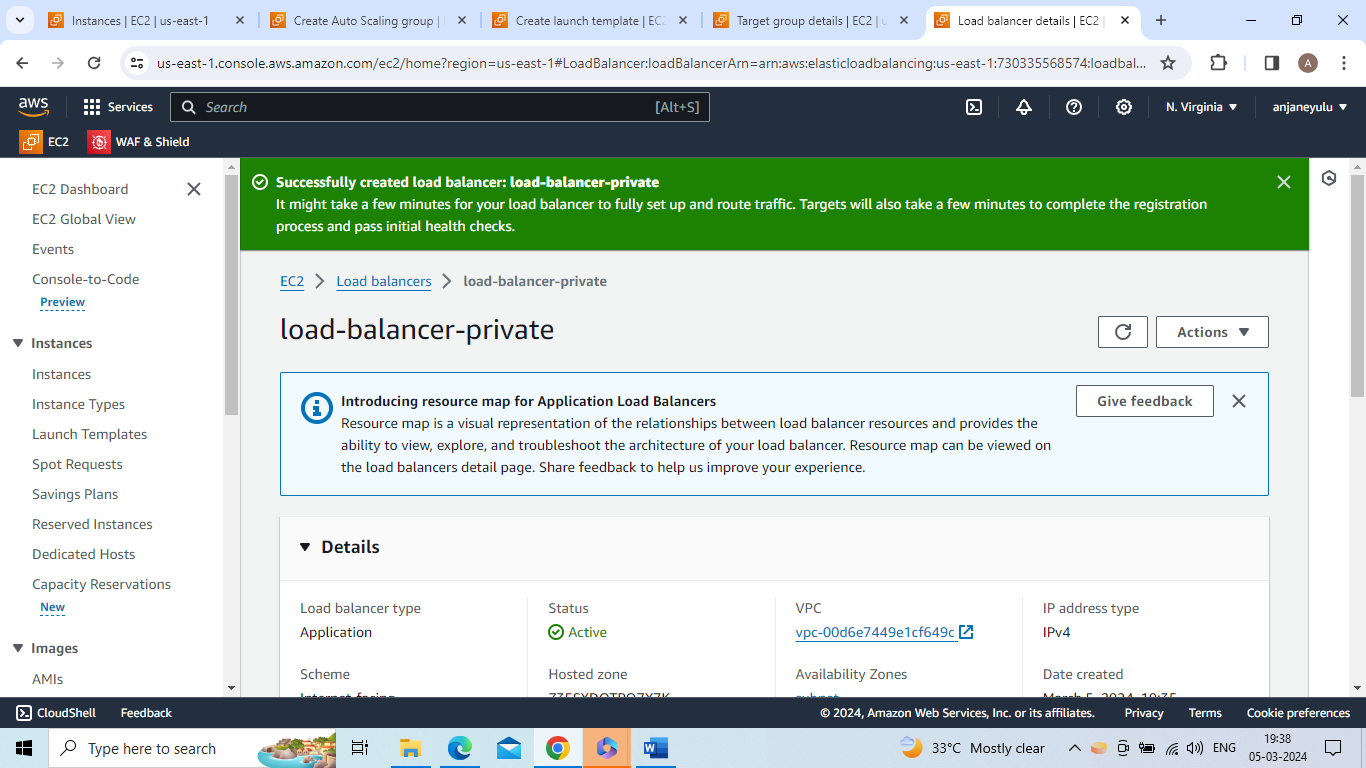 Instances | EC2 | us-east-1
Create Auto Scaling group |
Create launch template | EC2
Target group details | EC2 | u
Load balancer details | EC2 |
us-east-1.console.aws.amazon.com/ec2/home?region=us-east-1#LoadBalancer:loadBalancerArn=arn:aws:elasticloadbalancing:us-east-1:730335568574:loadbal...
A
aws
Services
Search
[Alt+S]
N. Virginia
anjaneyulu
EC2
WAF & Shield
EC2 Dashboard
EC2 Global View
Events
Console-to-Code
Preview
Instances
Instances
Instance Types
Launch Templates
Spot Requests
Savings Plans
Reserved Instances
Dedicated Hosts
Capacity Reservations
New
Images
AMIs
Successfully created load balancer: load-balancer-private
It might take a few minutes for your load balancer to fully set up and route traffic. Targets will also take a few minutes to complete the registration
process and pass initial health checks.
EC2
Load balancers
load-balancer-private
load-balancer-private
Actions
Introducing resource map for Application Load Balancers
Resource map is a visual representation of the relationships between load balancer resources and provides the
ability to view, explore, and troubleshoot the architecture of your load balancer. Resource map can be viewed on
the load balancers detail page. Share feedback to help us improve your experience.
Give feedback
Details
Load balancer type
Application
Status
Active
VPC
vpc-00d6e7449e1cf649c
IP address type
IPv4
Scheme
Internet-facing
Hosted zone
Availability Zones
subnet
Date created
March 5, 2024, 19:35
CloudShell
Feedback
© 2024, Amazon Web Services, Inc. or its affiliates.
Privacy
Terms
Cookie preferences
Type here to search
33°C Mostly clear
ENG
19:38
05-03-2024